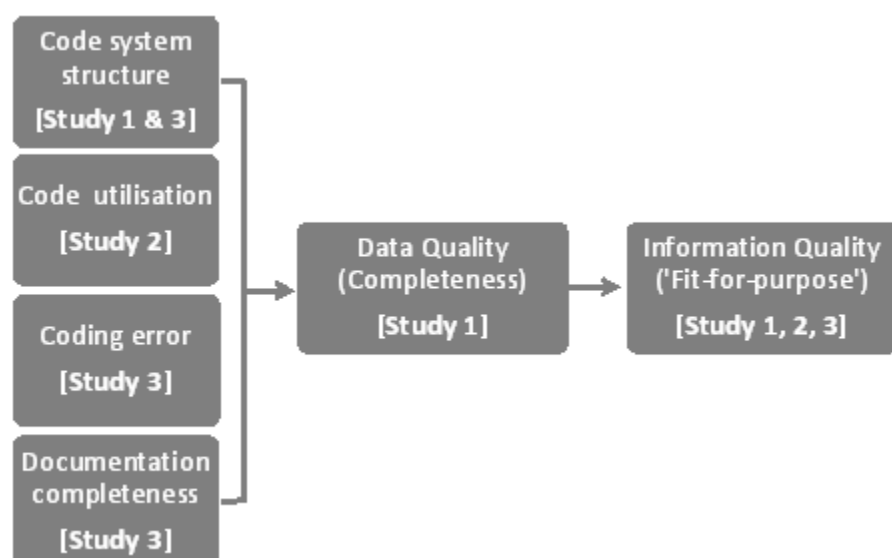 Code system
structure
[Study 1 & 3]
Code utilisation
[Study 2]
Coding error
[Study 3]
Documentation
completeness
[Study 3]
Data Quality
(Completeness)
[Study 1]
Information Quality
('Fit-for-purpose')
[Study 1, 2, 3]